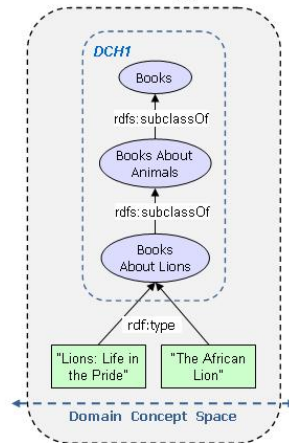 DCH1
Books
rdfs:subclassOf
Books About
Animals
rdfs:subclassOf
Books
About Lions
rdf:type
"Lions: Life in
the Pride"
"The African
Lion"
Domain Concept Space